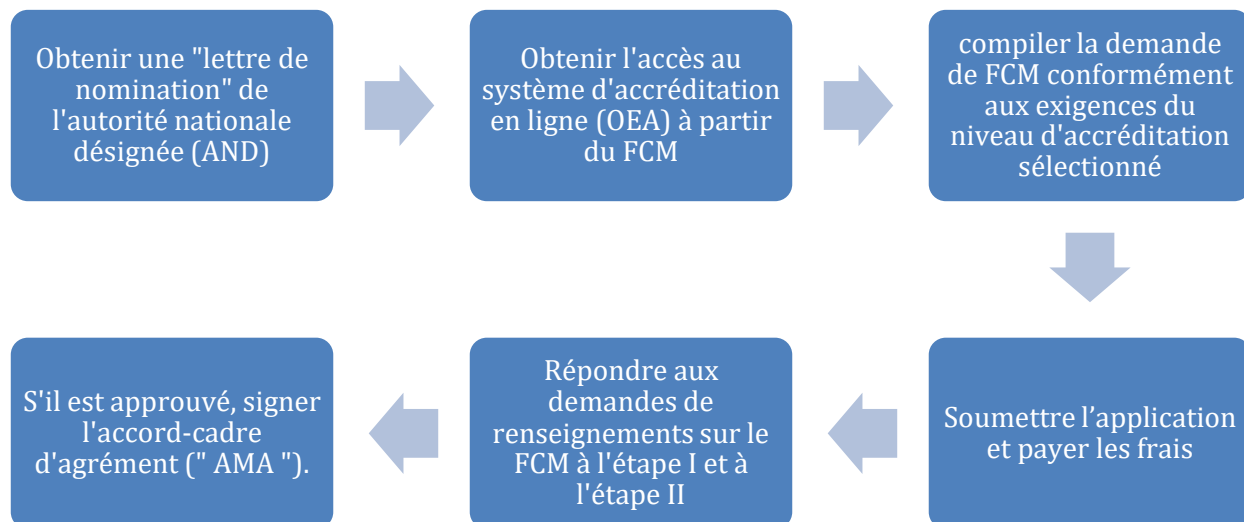 Obtenir une "lettre de
nomination" de
l'autorité nationale
désignée (AND)
Obtenir l'accès au
système d'accréditation
en ligne (OEA) à partir
du FCM
compiler la demande
de FCM conformément
aux exigences du
niveau d'accréditation
sélectionné
Soumettre l’application
et payer les frais
Répondre aux
demandes de
renseignements sur le
FCM à l'étape I et à
l'étape II
S'il est approuvé, signer
l'accord-cadre
d'agrément (" AMA ").